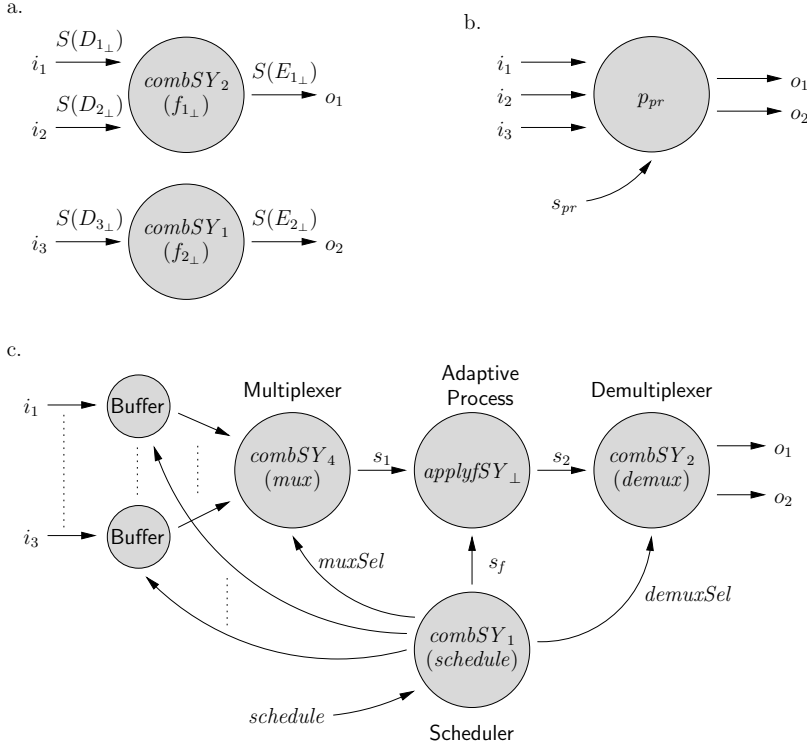 a.
S(D₁⊥)
i₁
combSY₂
(f₁⊥)
S(E₁⊥)
o₁
S(D₂⊥)
i₂
S(D₃⊥)
i₃
combSY₁
(f₂⊥)
S(E₂⊥)
o₂
b.
i₁
i₂
i₃
pₚᵣ
o₁
o₂
sₚᵣ
c.
i₁
Buffer
i₃
Buffer
Multiplexer
combSY₄
(mux)
s₁
Adaptive
Process
applyfSY⊥
s₂
Demultiplexer
combSY₂
(demux)
o₁
o₂
muxSel
s_f
demuxSel
combSY₁
(schedule)
schedule
Scheduler